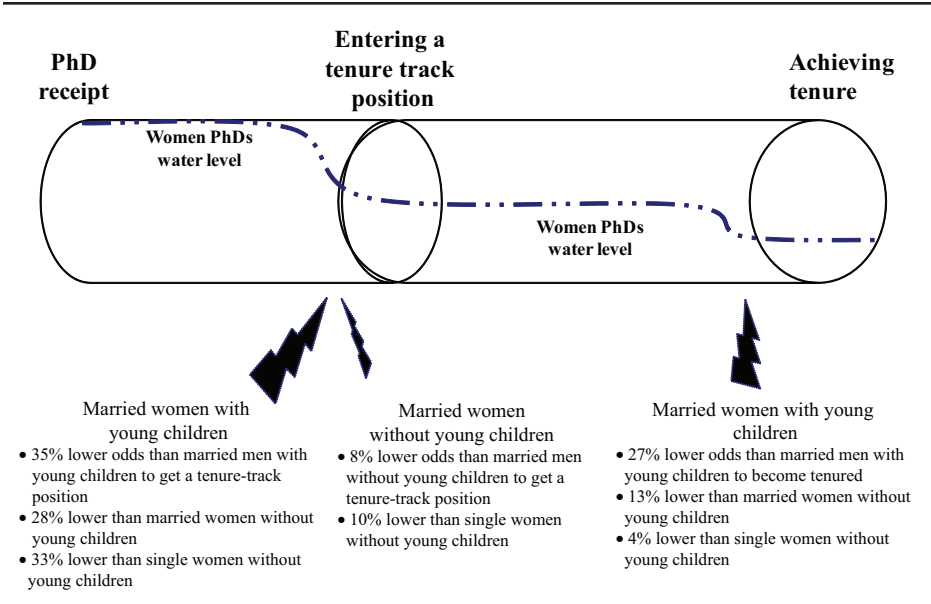 PhD
receipt
Entering a
tenure track
position
Achieving
tenure
Women PhDs
water level
Women PhDs
water level
Married women with
young children
• 35% lower odds than married men with
young children to get a tenure-track
position
• 28% lower than married women without
young children
• 33% lower than single women without
young children
Married women
without young children
• 8% lower odds than married men
without young children to get a
tenure-track position
• 10% lower than single women
without young children
Married women with young
children
• 27% lower odds than married men with
young children to become tenured
• 13% lower than married women without
young children
• 4% lower than single women without
young children